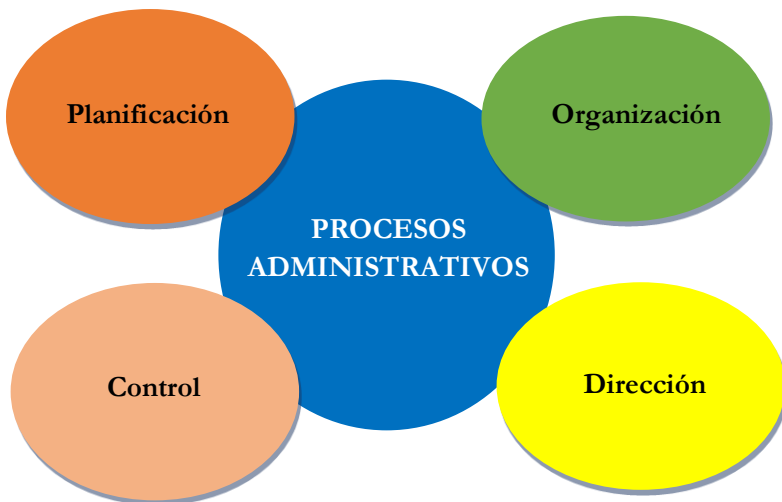 Planificación
Organización
PROCESOS
ADMINISTRATIVOS
Control
Dirección